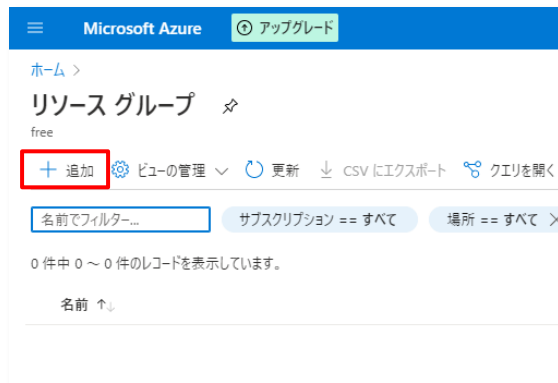 Microsoft Azure アップグレード
ホーム >
リソース グループ
free
+ 追加 ビューの管理 更新 CSV にエクスポート クエリを開く
名前でフィルター... サブスクリプション == すべて 場所 == すべて ×
0 件中 0 ～ 0 件のレコードを表示しています。
名前 ↑↓